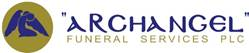 "ARCHANGEL"
FUNERAL SERVICES PLC